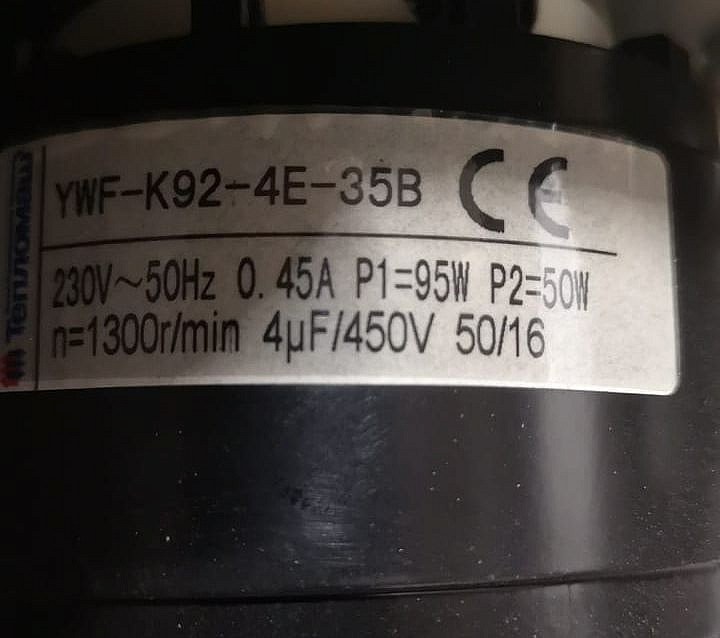 Тепломаш
YWF-K92-4E-35B CE
230V~50Hz 0.45A P1=95W P2=50W
n=1300r/min 4µF/450V 50/16